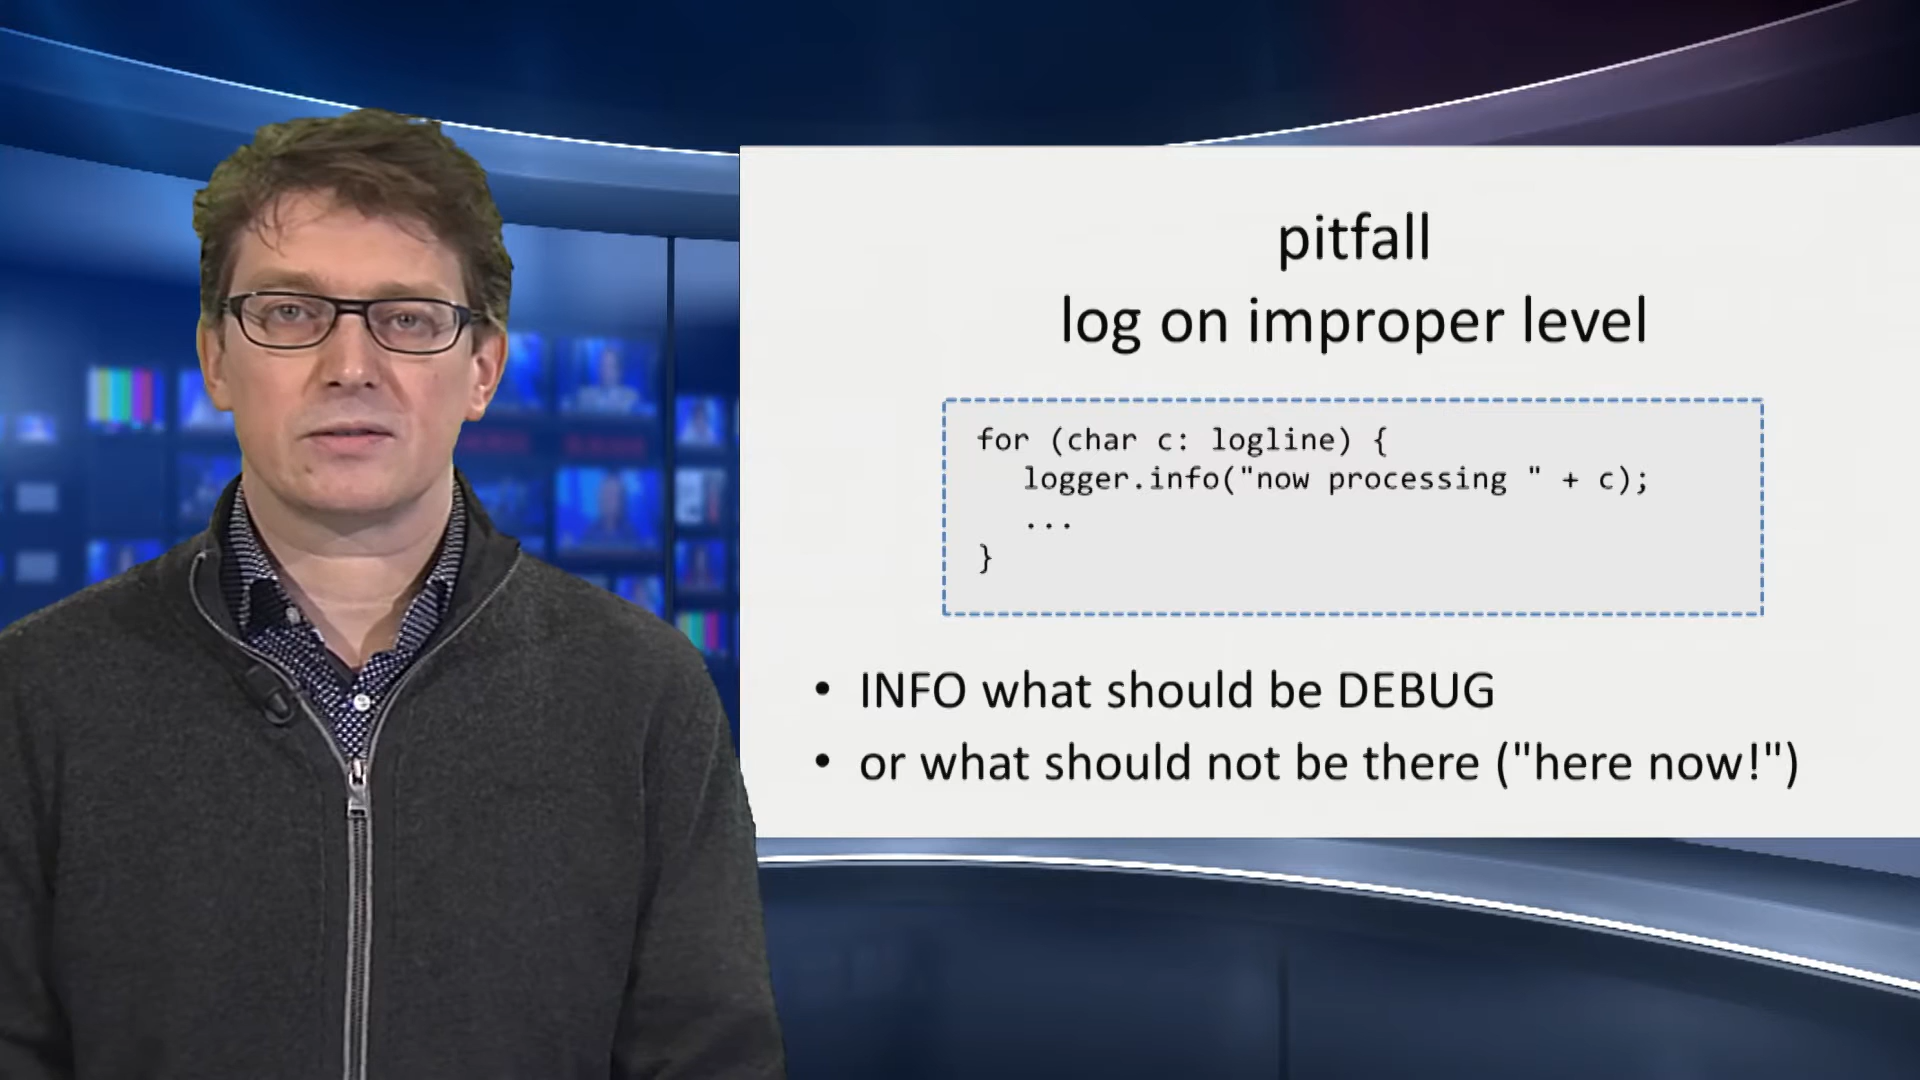 pitfall
log on improper level
for (char c: logline) {
logger.info("now processing " + c);
...
}
• INFO what should be DEBUG
• or what should not be there ("here now!")